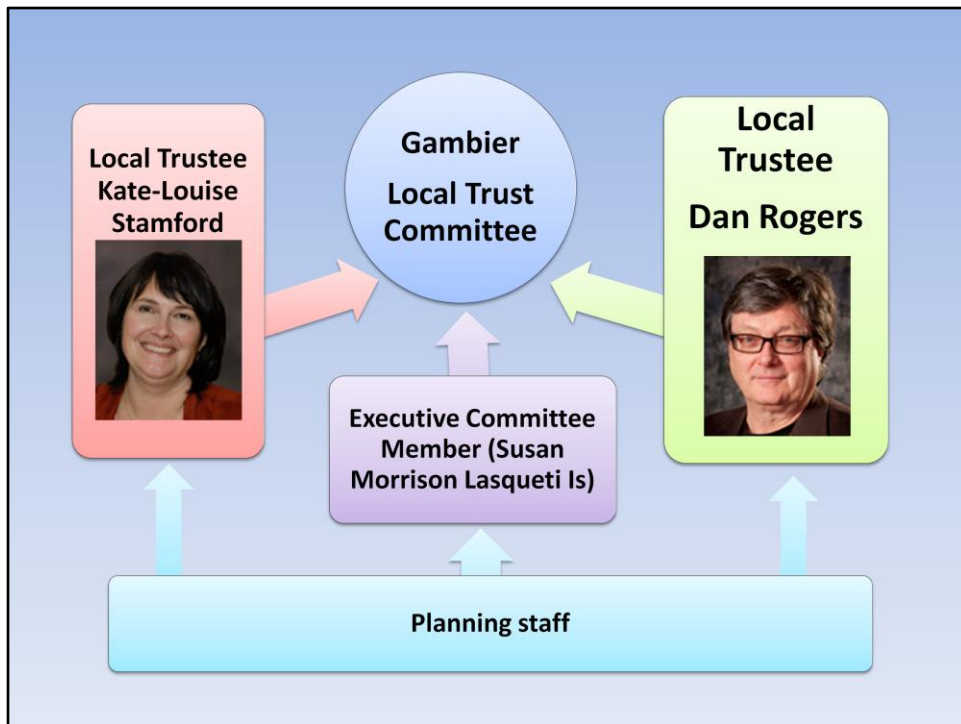 Local Trustee
Kate-Louise
Stamford
Gambier
Local Trust
Committee
Local
Trustee
Dan Rogers
Executive Committee
Member (Susan
Morrison Lasqueti Is)
Planning staff